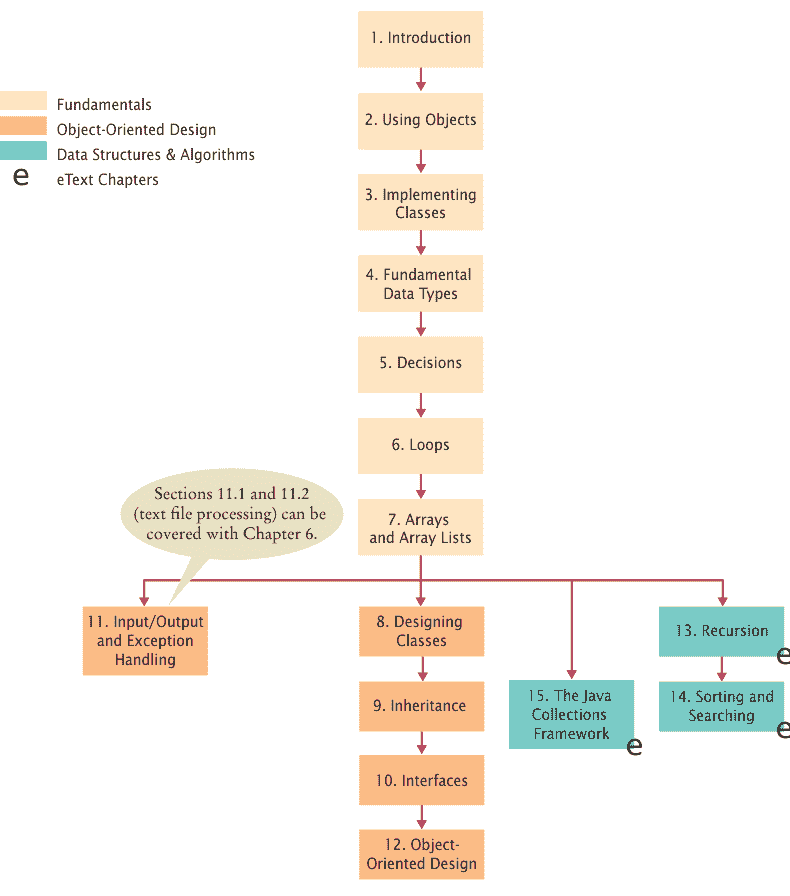 1. Introduction
Fundamentals
Object-Oriented Design
Data Structures & Algorithms
e eText Chapters
2. Using Objects
3. Implementing
Classes
4. Fundamental
Data Types
5. Decisions
6. Loops
Sections 11.1 and 11.2
(text file processing) can be
covered with Chapter 6.
7. Arrays
and Array Lists
11. Input/Output
and Exception
Handling
8. Designing
Classes
13. Recursion
e
9. Inheritance
15. The Java
Collections
Framework
e
14. Sorting and
Searching
e
10. Interfaces
12. Object-
Oriented Design